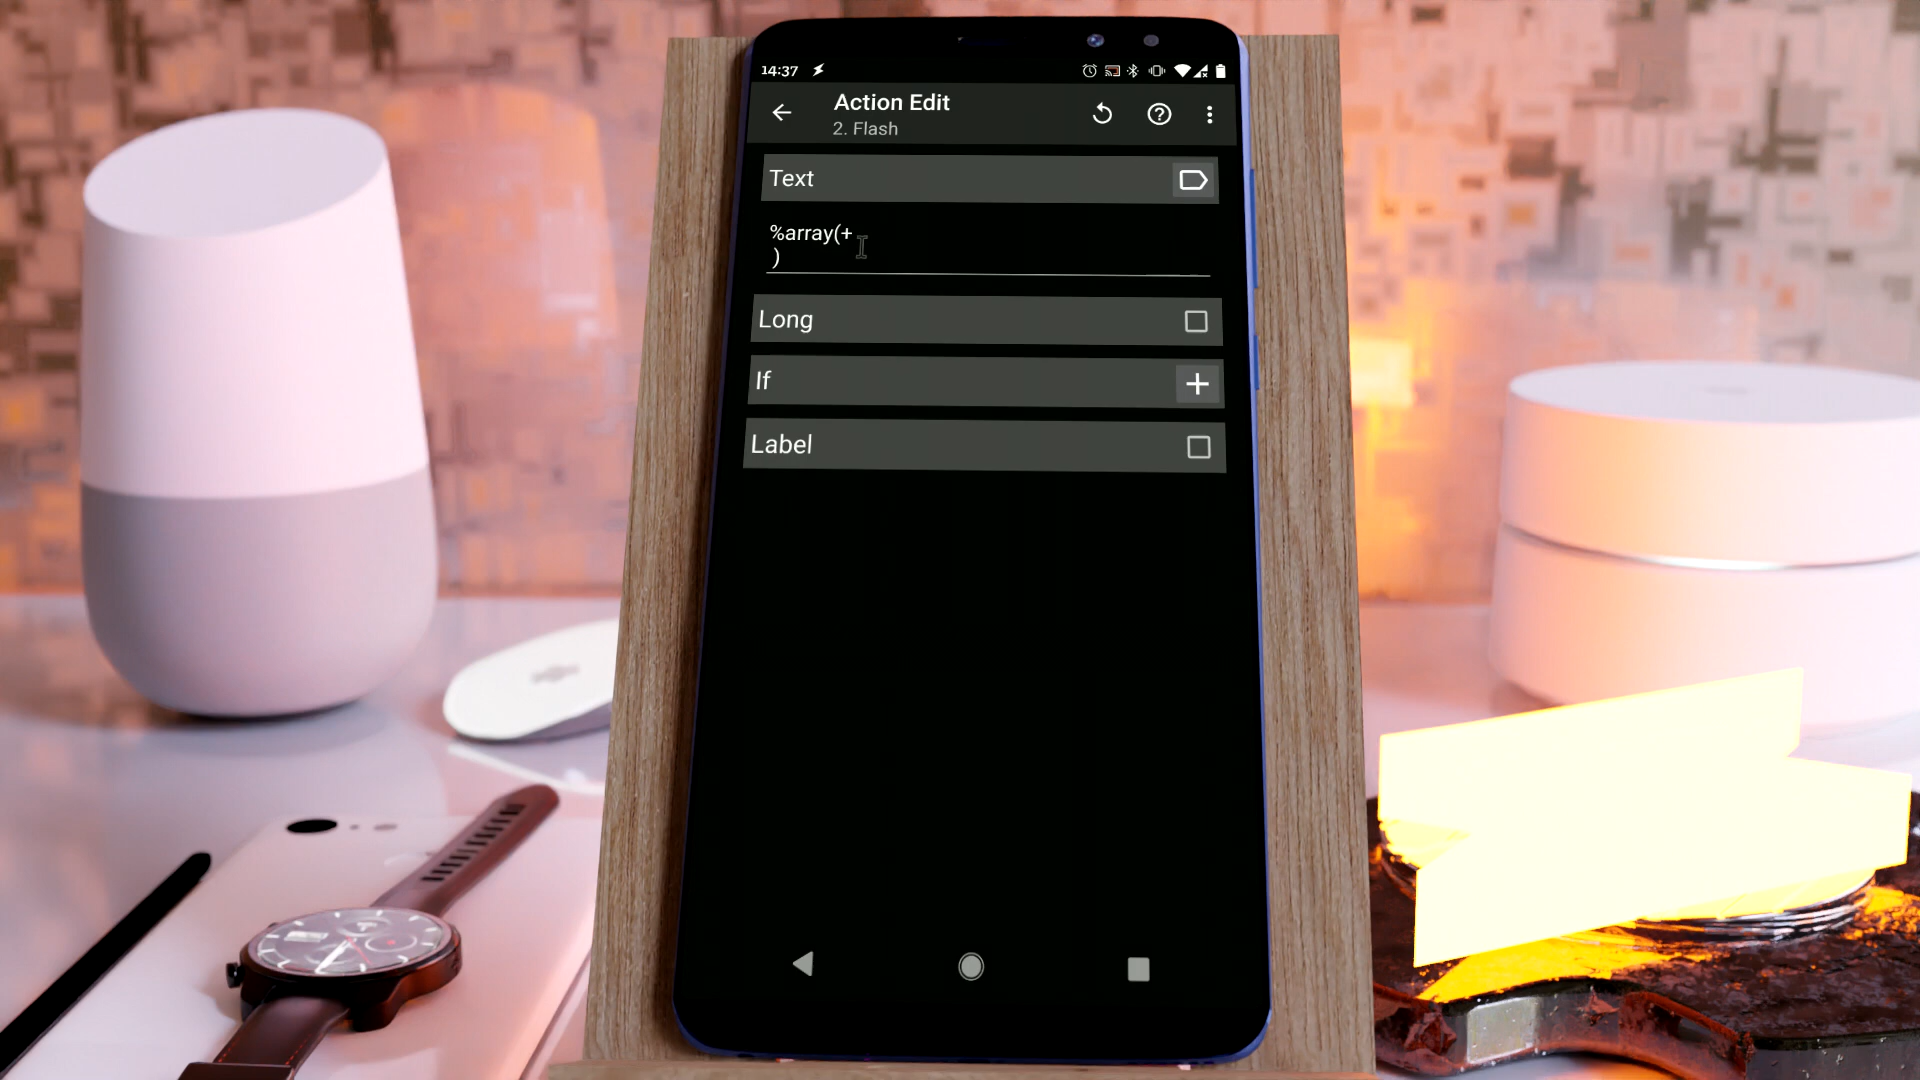 14:37
Action Edit
2. Flash
Text
%array(+
)
Long
If
Label